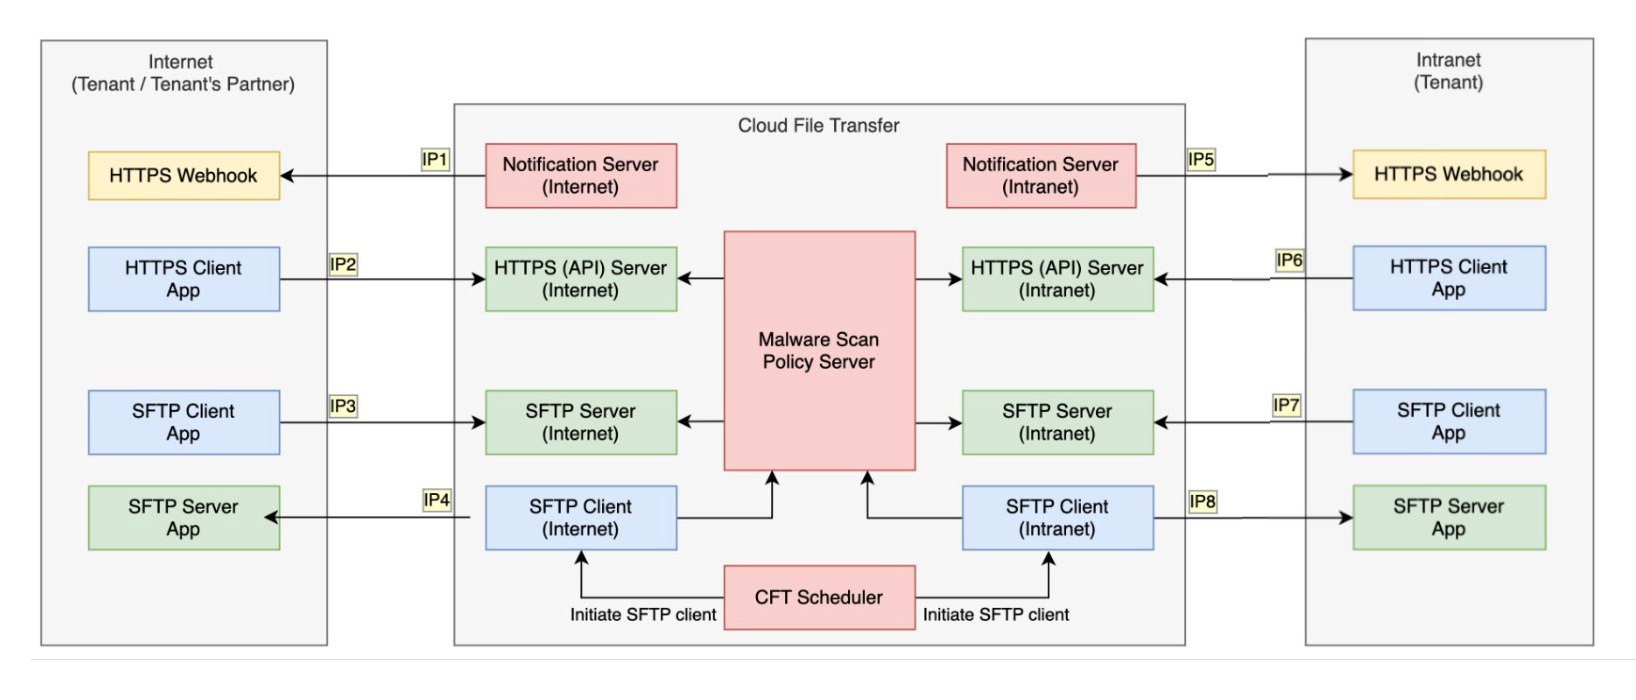 Internet
(Tenant / Tenant's Partner)
HTTPS Webhook
HTTPS Client
App
SFTP Client
App
SFTP Server
App
IP1
IP2
IP3
IP4
Cloud File Transfer
Notification Server
(Internet)
HTTPS (API) Server
(Internet)
SFTP Server
(Internet)
SFTP Client
(Internet)
Malware Scan
Policy Server
CFT Scheduler
Initiate SFTP client
Initiate SFTP client
Notification Server
(Intranet)
HTTPS (API) Server
(Intranet)
SFTP Server
(Intranet)
SFTP Client
(Intranet)
IP5
IP6
IP7
IP8
Intranet
(Tenant)
HTTPS Webhook
HTTPS Client
App
SFTP Client
App
SFTP Server
App